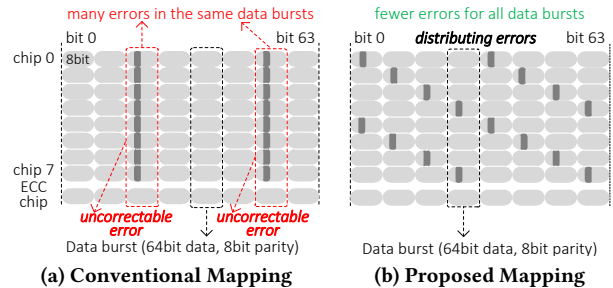 many errors in the same data bursts
bit 0
bit 63
chip 0
8bit
chip 7
ECC
chip
uncorrectable
error
uncorrectable
error
Data burst (64bit data, 8bit parity)
(a) Conventional Mapping
fewer errors for all data bursts
bit 0
distributing errors
bit 63
Data burst (64bit data, 8bit parity)
(b) Proposed Mapping